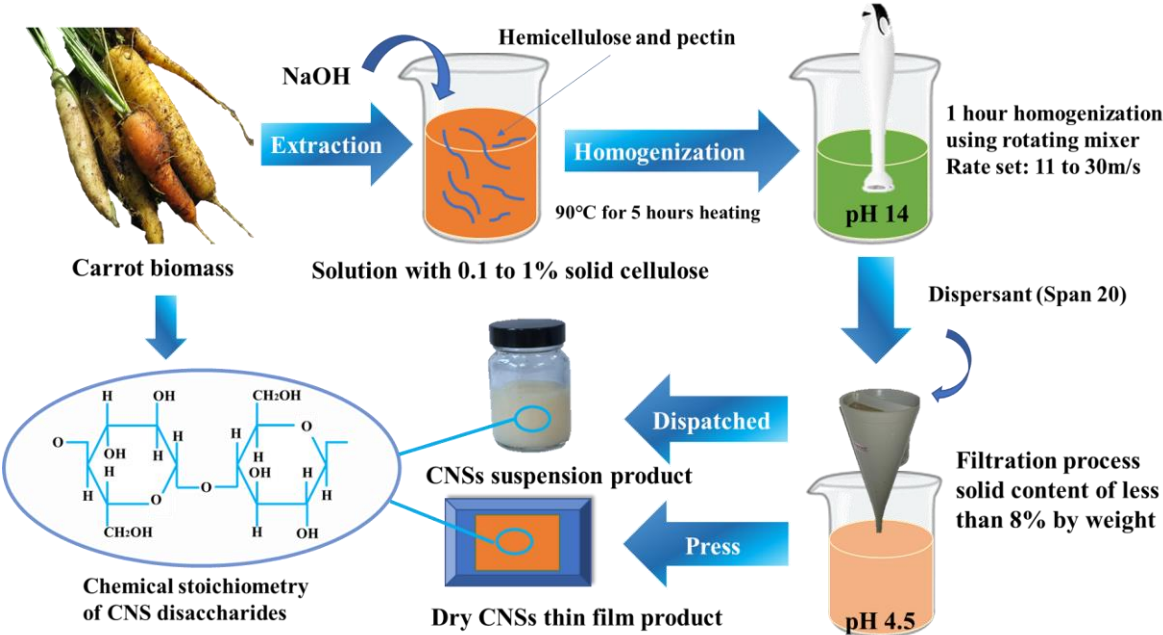 Hemicellulose and pectin
NaOH
Extraction
Homogenization
1 hour homogenization
using rotating mixer
Rate set: 11 to 30m/s
pH 14
90℃ for 5 hours heating
Carrot biomass
Solution with 0.1 to 1% solid cellulose
Dispersant (Span 20)
Dispatched
CNSs suspension product
Filtration process
solid content of less
than 8% by weight
Press
pH 4.5
Dry CNSs thin film product
H
OH
CH₂OH
O
H
H
O
OH
H
H
H
OH
H
H
O
H
O
H
CH₂OH
H
OH
Chemical stoichiometry
of CNS disaccharides